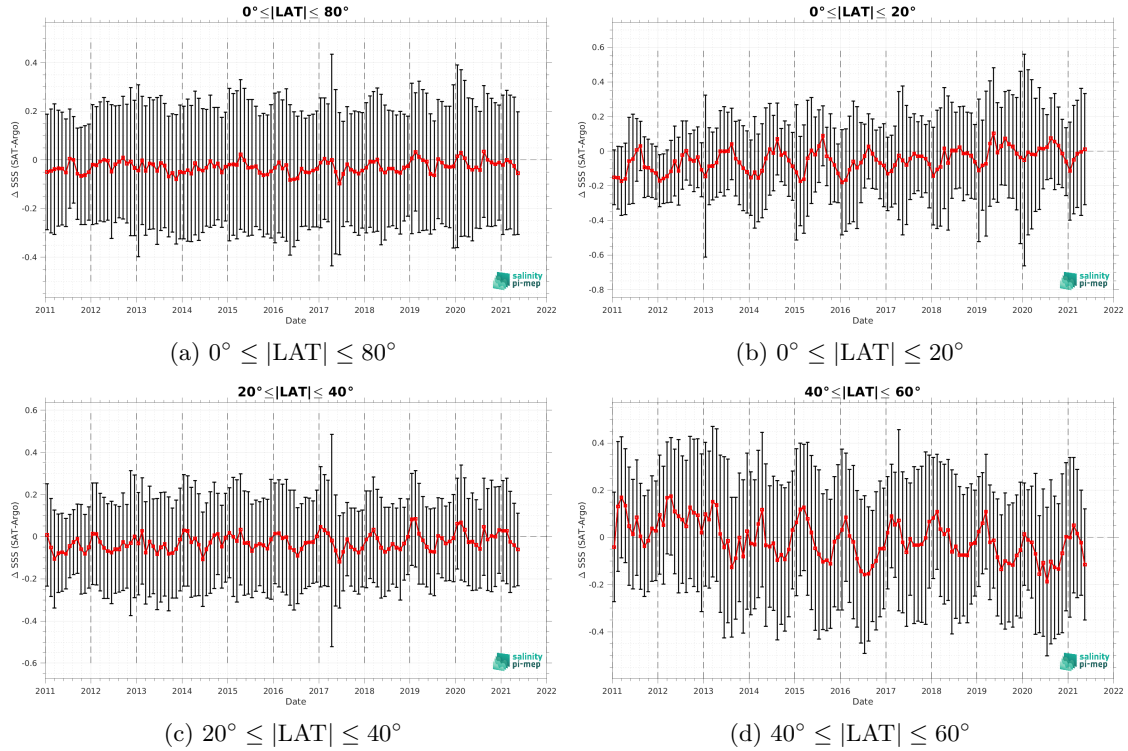 0°≤|LAT|≤ 80°
Δ SSS (SAT-Argo)
0.4
0.2
0
-0.2
-0.4
salinity
pi-mep
2011 2012 2013 2014 2015 2016 2017 2018 2019 2020 2021 2022
Date
(a) 0° ≤ |LAT| ≤ 80°
0°≤|LAT|≤ 20°
Δ SSS (SAT-Argo)
0.6
0.4
0.2
0
-0.2
-0.4
-0.6
-0.8
salinity
pi-mep
2011 2012 2013 2014 2015 2016 2017 2018 2019 2020 2021 2022
Date
(b) 0° ≤ |LAT| ≤ 20°
20°≤|LAT|≤ 40°
Δ SSS (SAT-Argo)
0.6
0.4
0.2
0
-0.2
-0.4
-0.6
salinity
pi-mep
2011 2012 2013 2014 2015 2016 2017 2018 2019 2020 2021 2022
Date
(c) 20° ≤ |LAT| ≤ 40°
40°≤|LAT|≤ 60°
Δ SSS (SAT-Argo)
0.4
0.2
0
-0.2
-0.4
salinity
pi-mep
2011 2012 2013 2014 2015 2016 2017 2018 2019 2020 2021 2022
Date
(d) 40° ≤ |LAT| ≤ 60°